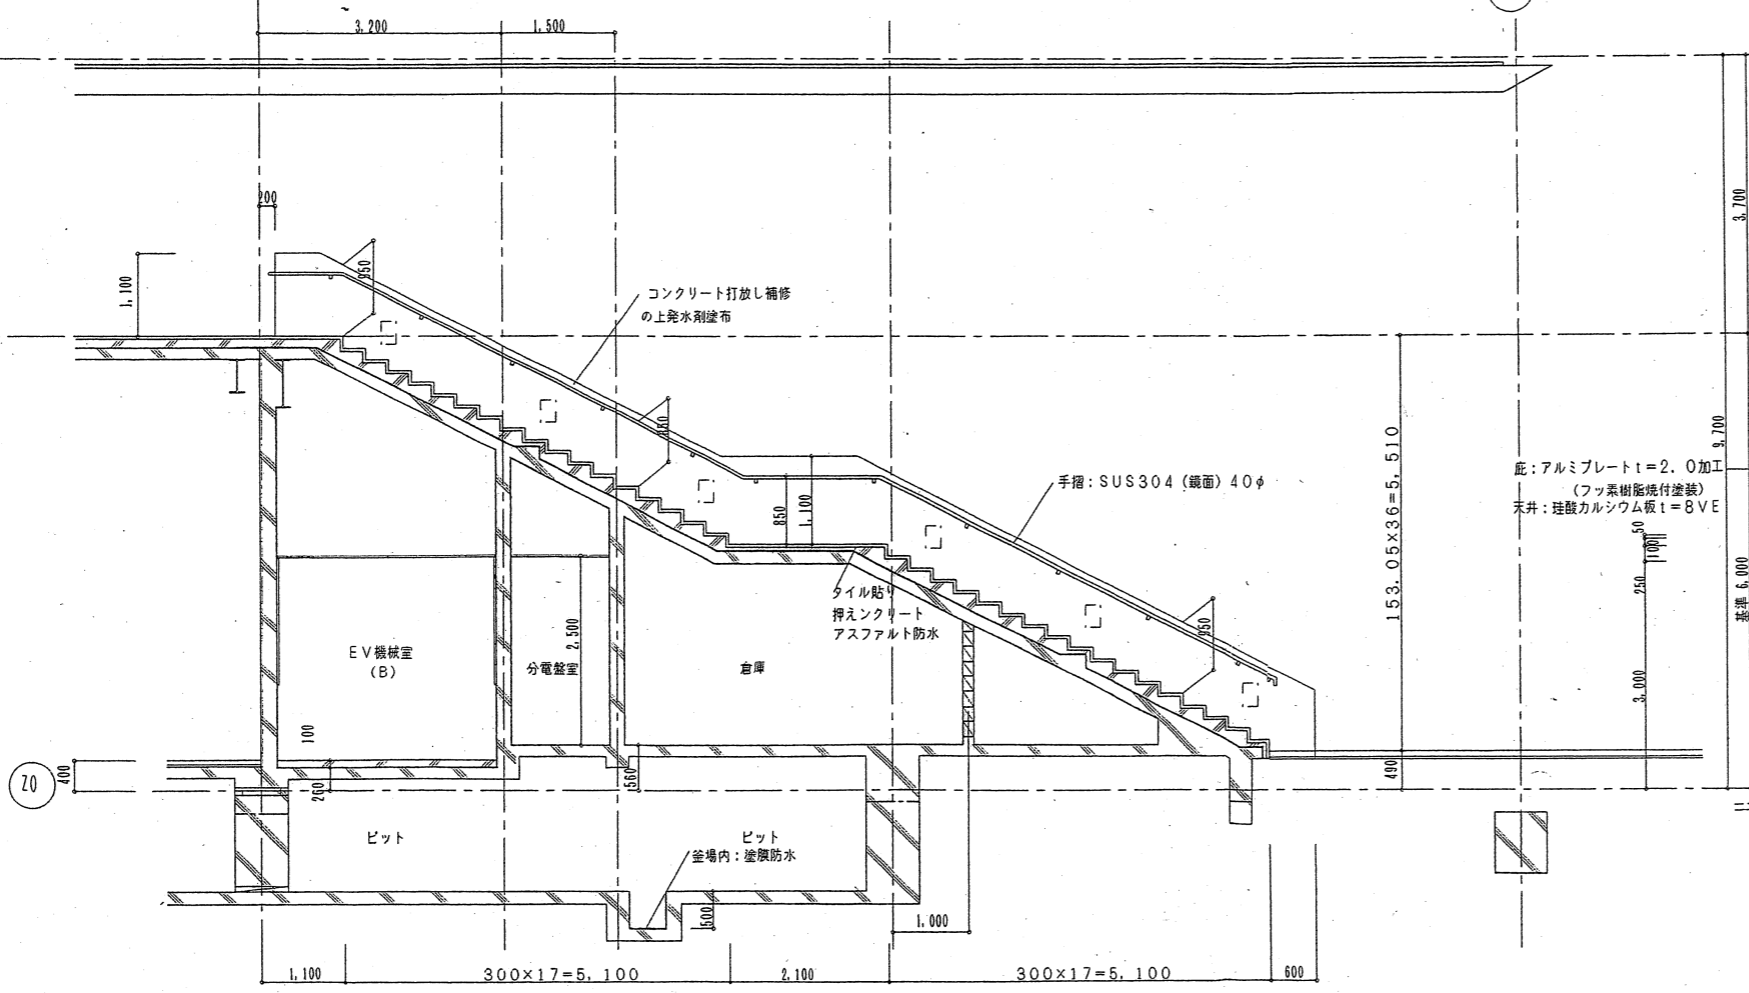 3,200
1,500
200
3,700
1,100
950
コンクリート打放し補修
の上発水剤塗布
850
手摺:SUS304(鏡面)40φ
153.05×36=5,510
9,700
庇:アルミプレートt=2.0加工
(フッ素樹脂焼付塗装)
天井:珪酸カルシウム板t=8VE
850
1,100
50
100
250
基準 6,000
タイル貼り
押えンクリート
アスファルト防水
2,500
850
EV機械室
(B)
分電盤室
倉庫
3,000
100
Z0
400
260
560
490
ピット
ピット
釜場内:塗膜防水
500
1,000
1,100
300×17=5,100
2,100
300×17=5,100
600